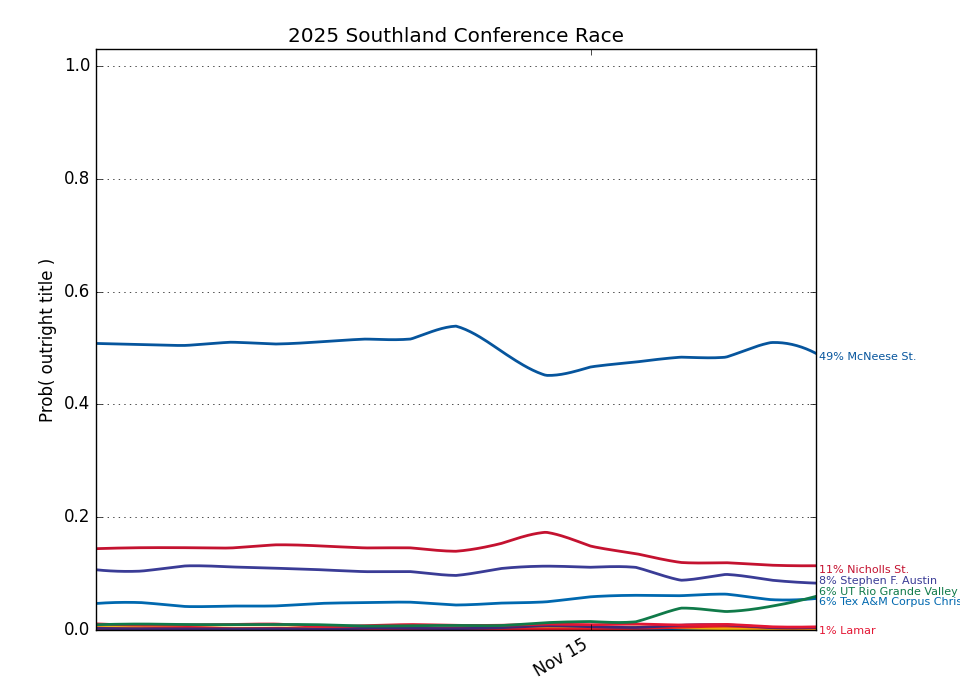 2025 Southland Conference Race
1.0
0.8
0.6
0.4
0.2
0.0
Prob( outright title )
Nov 15
49% McNeese St.
11% Nicholls St.
8% Stephen F. Austin
6% UT Rio Grande Valley
6% Tex A&M Corpus Chris
1% Lamar